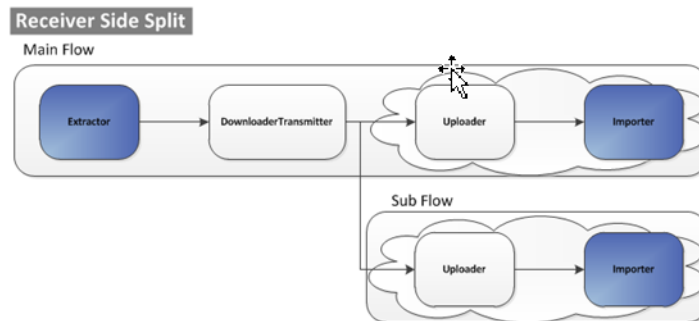 Receiver Side Split
Main Flow
Extractor
DownloaderTransmitter
Uploader
Importer
Sub Flow
Uploader
Importer